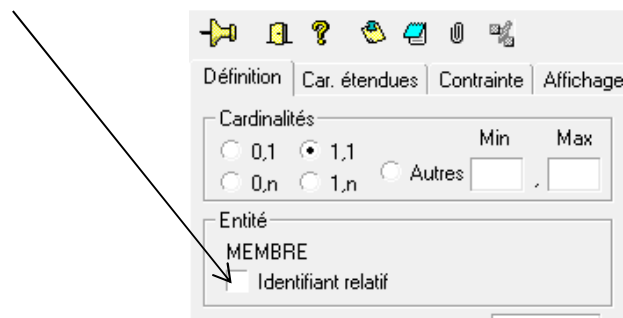 Définition Car. étendues Contrainte Affichage
Cardinalités
Min Max
0,1 1,1
0,n 1,n Autres ,
Entité
MEMBRE
Identifiant relatif